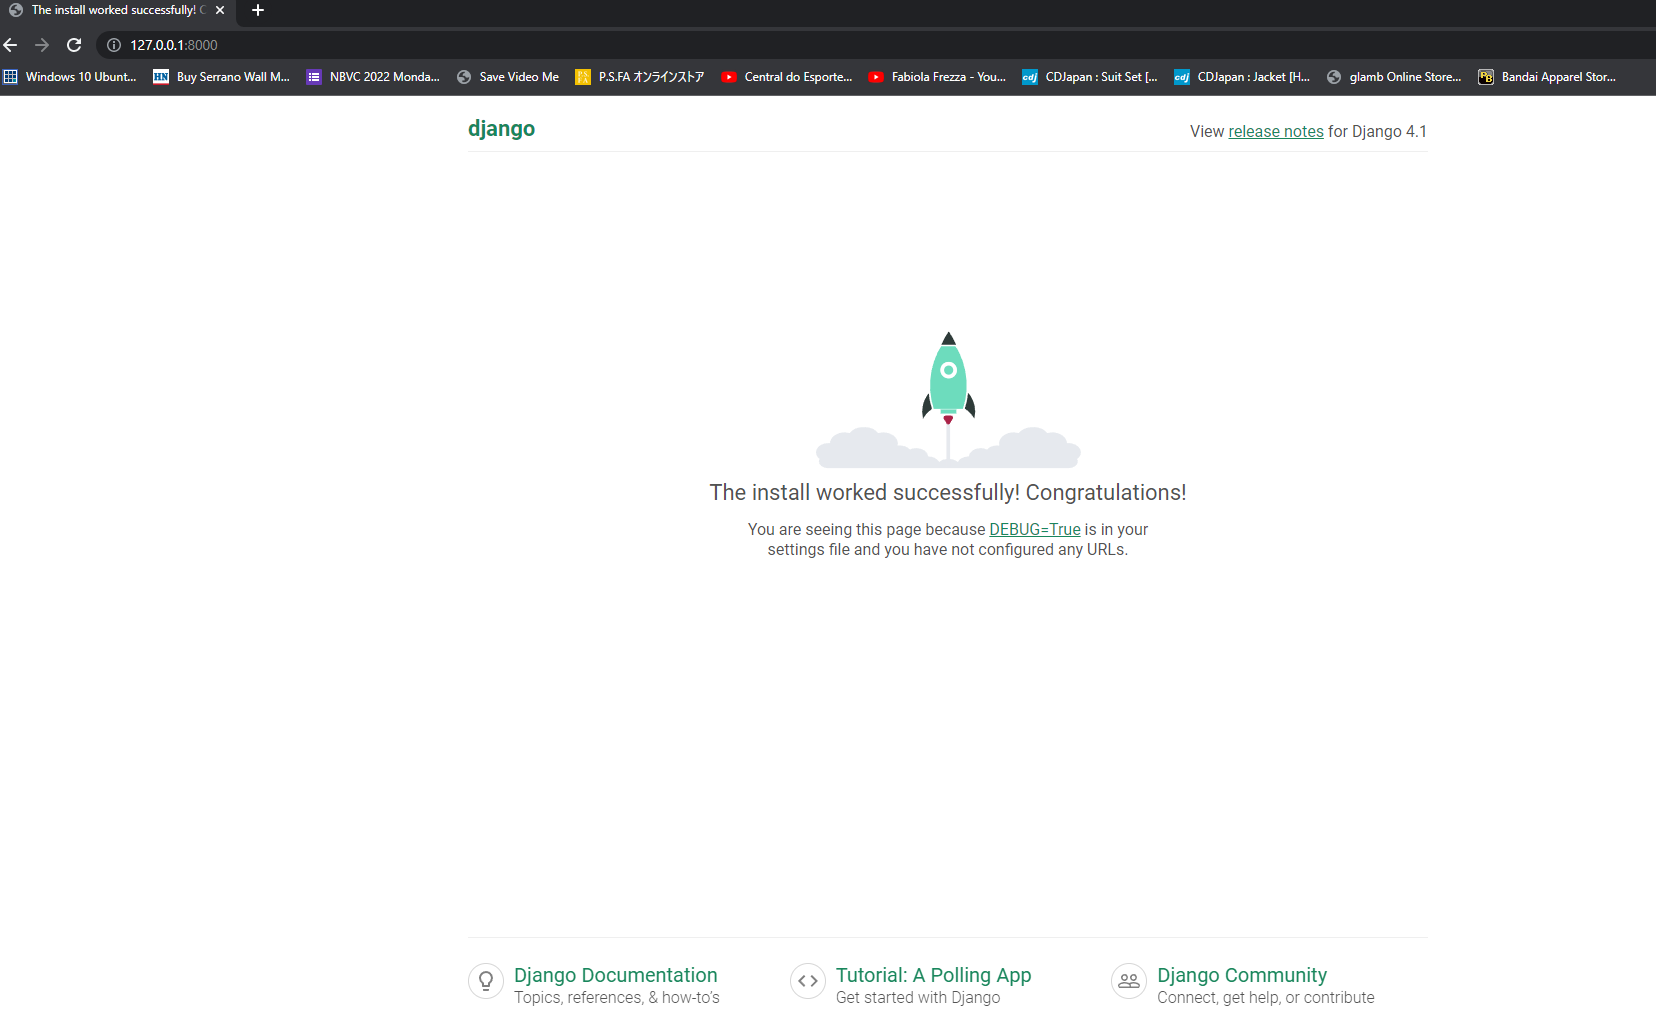 The install worked successfully! C
127.0.0.1:8000
Windows 10 Ubunt... HN Buy Serrano Wall M... NBVC 2022 Monda... Save Video Me P.S.FA P.S.FA オンラインストア Central do Esporte... Fabiola Frezza - You... cdj CDJapan : Suit Set [... cdj CDJapan : Jacket [H... glamb Online Store... PB Bandai Apparel Stor...
django
View release notes for Django 4.1
The install worked successfully! Congratulations!
You are seeing this page because DEBUG=True is in your
settings file and you have not configured any URLs.
Django Documentation
Topics, references, & how-to’s
Tutorial: A Polling App
Get started with Django
Django Community
Connect, get help, or contribute